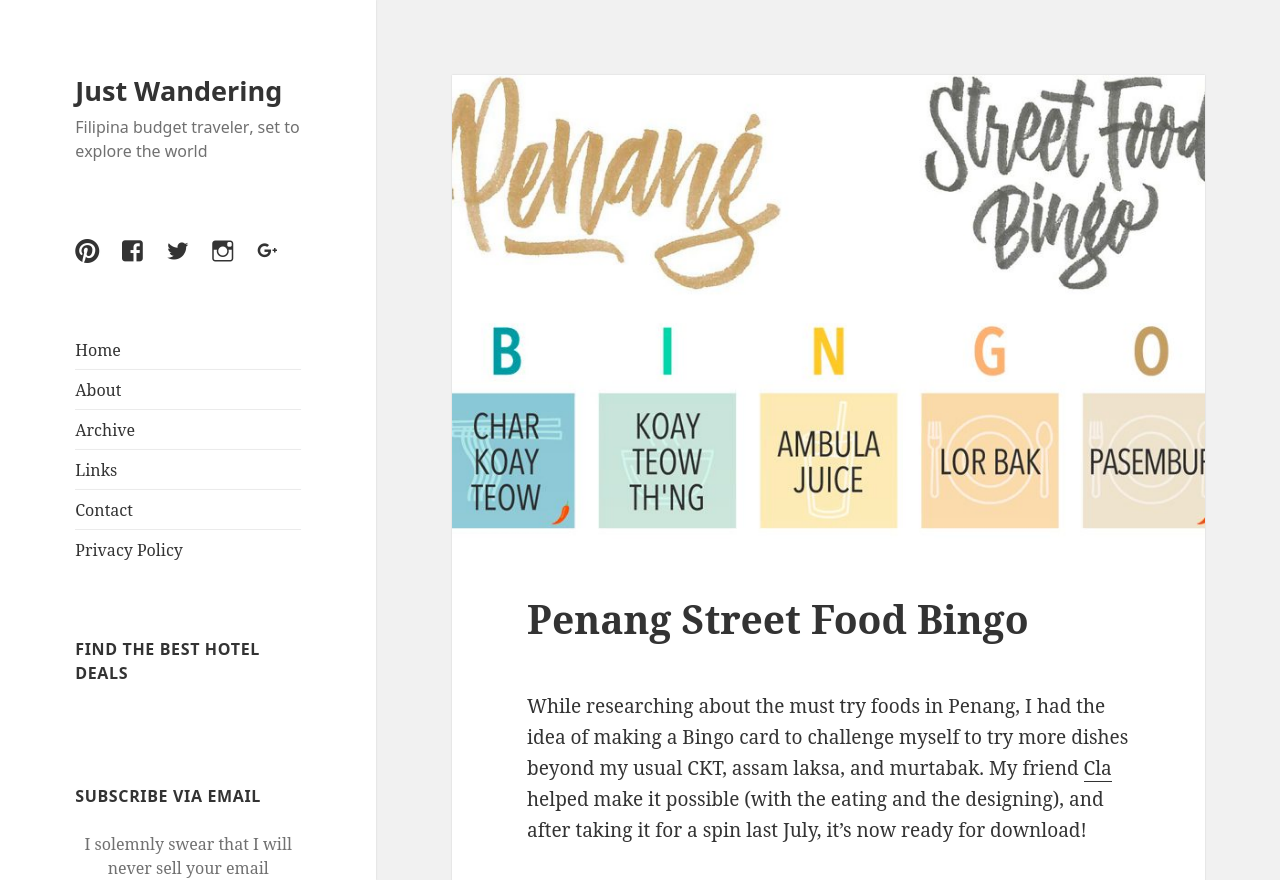 Just Wandering
Filipina budget traveler, set to
explore the world
Home
About
Archive
Links
Contact
Privacy Policy
FIND THE BEST HOTEL
DEALS
SUBSCRIBE VIA EMAIL
I solemnly swear that I will
never sell your email
Penang
Street Food
Bingo
B I N G O
CHAR
KOAY
TEOW
KOAY
TEOW
TH'NG
AMBULA
JUICE
LOR BAK
PASEMBUR
Penang Street Food Bingo
While researching about the must try foods in Penang, I had the
idea of making a Bingo card to challenge myself to try more dishes
beyond my usual CKT, assam laksa, and murtabak. My friend Cla
helped make it possible (with the eating and the designing), and
after taking it for a spin last July, it’s now ready for download!